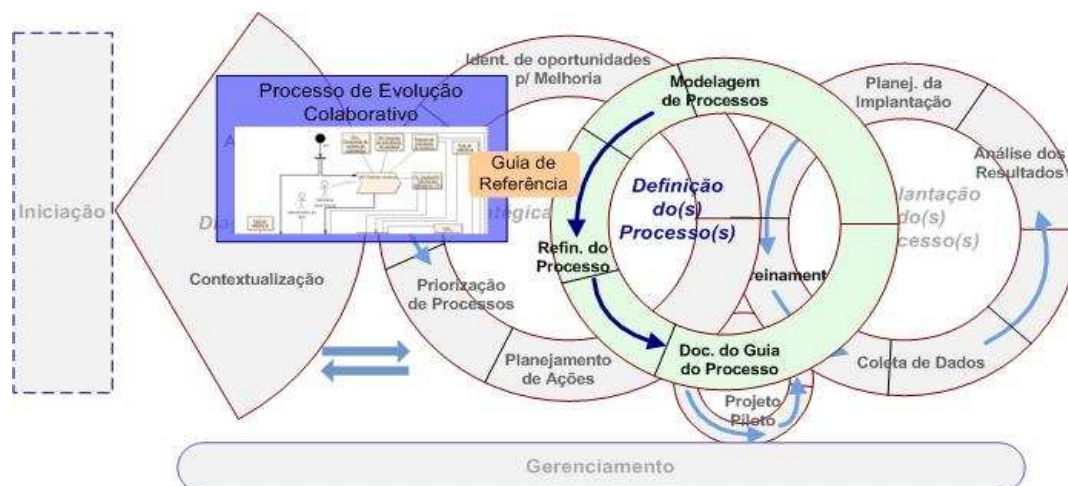 Iniciação
Processo de Evolução
Colaborativo
Guia de
Referência
Contextualização
Ident. de oportunidades
p/ Melhoria
Priorização
de Processos
Planejamento
de Ações
Modelagem
de Processos
Definição
do(s)
Processo(s)
Refin. do
Processo
Doc. do Guia
do Processo
Projeto
Piloto
Planej. da
Implantação
Análise dos
Resultados
do(s)
Coleta de Dados
Gerenciamento